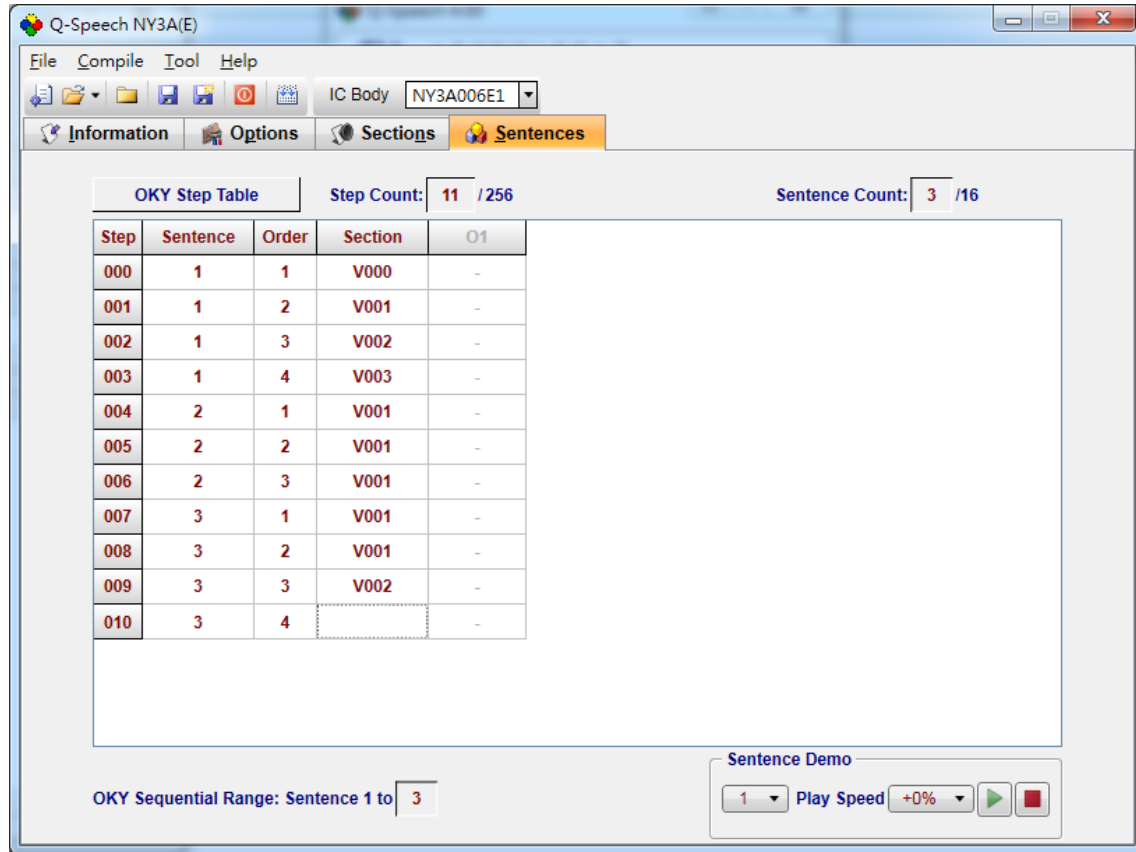 Q-Speech NY3A(E)
File Compile Tool Help
IC Body NY3A006E1
Information Options Sections Sentences
OKY Step Table Step Count: 11 / 256 Sentence Count: 3 /16
Step Sentence Order Section O1
000 1 1 V000 -
001 1 2 V001 -
002 1 3 V002 -
003 1 4 V003 -
004 2 1 V001 -
005 2 2 V001 -
006 2 3 V001 -
007 3 1 V001 -
008 3 2 V001 -
009 3 3 V002 -
010 3 4 -
Sentence Demo
OKY Sequential Range: Sentence 1 to 3 1 Play Speed +0%